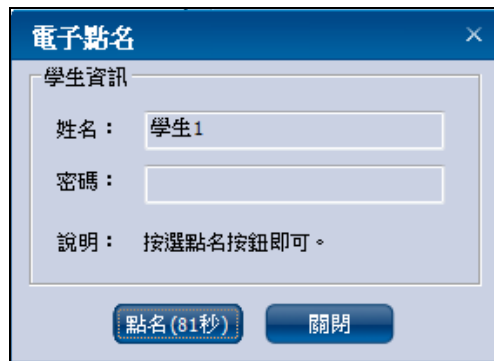 電子點名
學生資訊
姓名： 學生1
密碼：
說明： 按選點名按鈕即可。
點名(81秒) 關閉